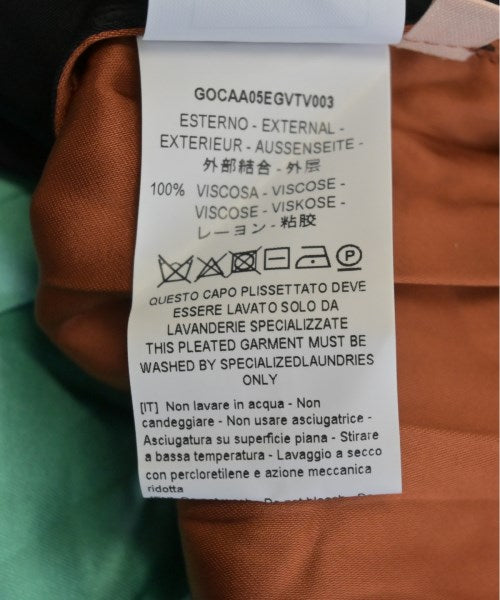 GOCAA05EGVTV003
ESTERNO - EXTERNAL -
EXTERIEUR - AUSSENSEITE -
外部結合 - 外层
100% VISCOSA - VISCOSE -
VISCOSE - VISKOSE -
レーヨン - 粘胶
P
QUESTO CAPO PLISSETTATO DEVE
ESSERE LAVATO SOLO DA
LAVANDERIE SPECIALIZZATE
THIS PLEATED GARMENT MUST BE
WASHED BY SPECIALIZEDLAUNDRIES
ONLY
[IT] Non lavare in acqua - Non
candeggiare - Non usare asciugatrice -
Asciugatura su superficie piana - Stirare
a bassa temperatura - Lavaggio a secco
con percloretilene e azione meccanica
ridotta